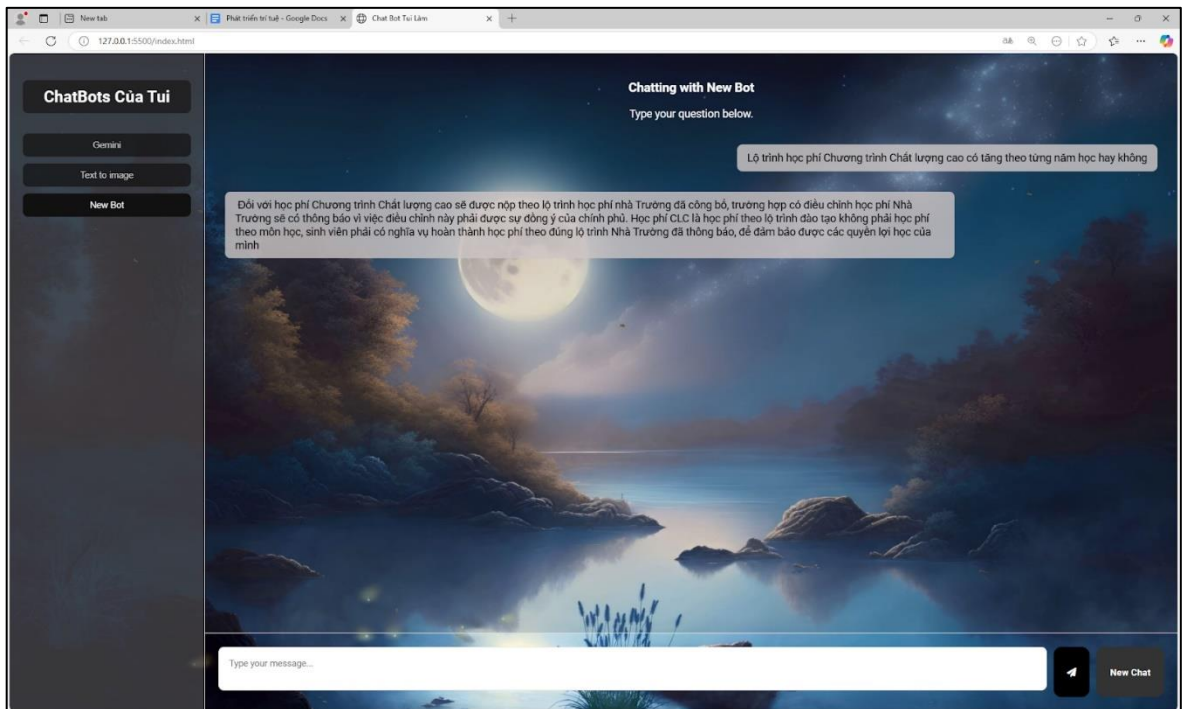 New tab
Phát triển trí tuệ - Google Docs
Chat Bot Tui Làm
127.0.0.1:5500/index.html
ChatBots Của Tui
Gemini
Text to image
New Bot
Chatting with New Bot
Type your question below.
Lộ trình học phí Chương trình Chất lượng cao có tăng theo từng năm học hay không
Đối với học phí Chương trình Chất lượng cao sẽ được nộp theo lộ trình học phí nhà Trường đã công bố, trường hợp có điều chỉnh học phí Nhà
Trường sẽ có thông báo vì việc điều chỉnh này phải được sự đồng ý của chính phủ. Học phí CLC là học phí theo lộ trình đào tạo không phải học phí
theo môn học, sinh viên phải có nghĩa vụ hoàn thành học phí theo đúng lộ trình Nhà Trường đã thông báo, để đảm bảo được các quyền lợi học của
mình
Type your message...
New Chat